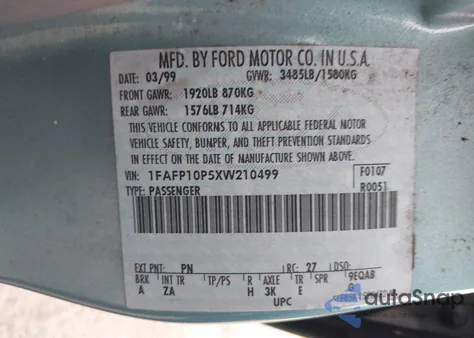 MFD. BY FORD MOTOR CO. IN U.S.A.
DATE: 03/99 GVWR: 3485LB/1580KG
FRONT GAWR: 1920LB 870KG
REAR GAWR: 1576LB 714KG
THIS VEHICLE CONFORMS TO ALL APPLICABLE FEDERAL MOTOR
VEHICLE SAFETY, BUMPER, AND THEFT PREVENTION STANDARDS
IN EFFECT ON THE DATE OF MANUFACTURE SHOWN ABOVE.
VIN: 1FAFP10P5XW210499 F0107
TYPE: PASSENGER R0051
EXT PNT: PN RC: 27 DSO:
BRK INT TR TP/PS R AXLE TR SPR 9EQAB
A ZA H 3K E G
UPC
autoSnap